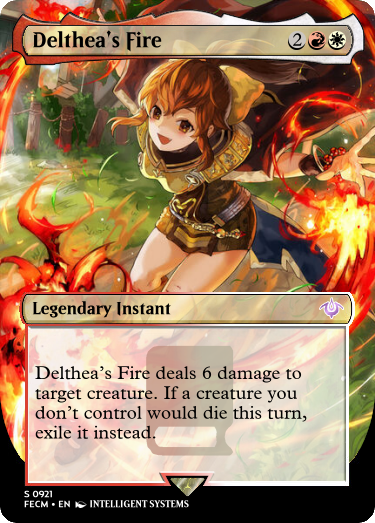 Delthea's Fire 2
Legendary Instant
Delthea's Fire deals 6 damage to
target creature. If a creature you
don't control would die this turn,
exile it instead.
S 0921
FECM • EN INTELLIGENT SYSTEMS